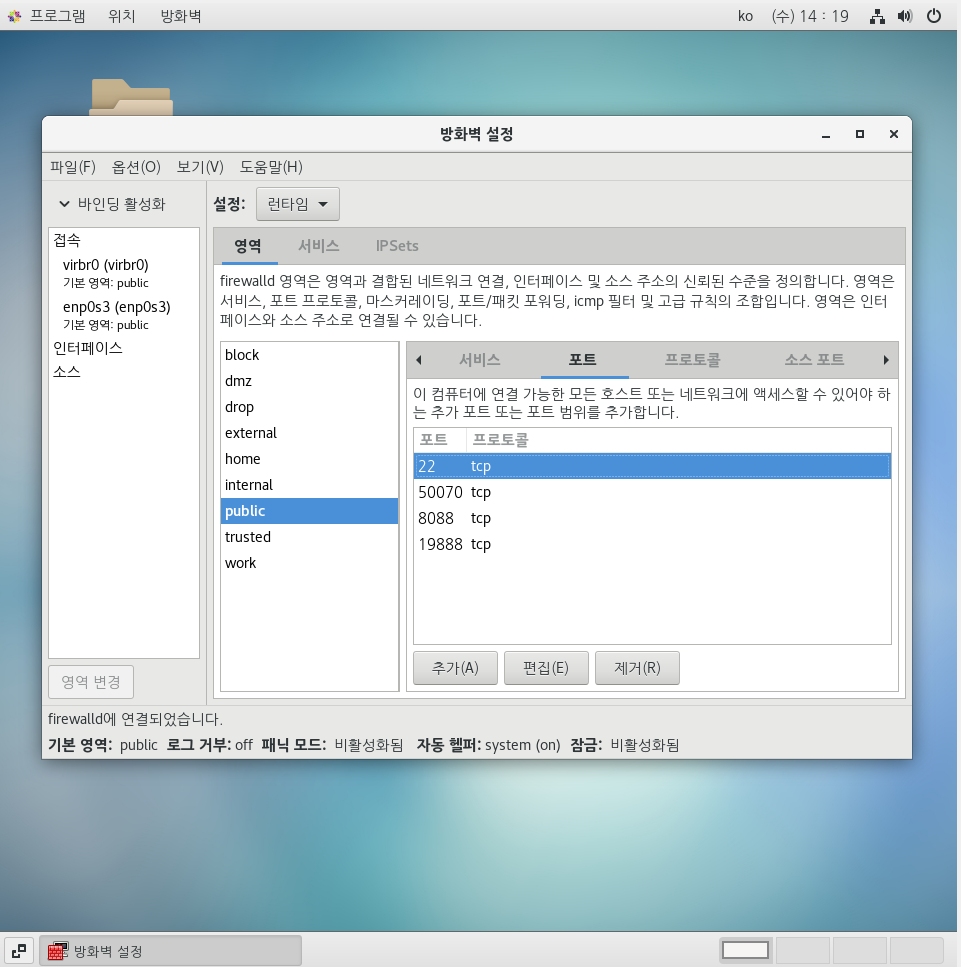 프로그램 위치 방화벽 ko (수) 14 : 19
방화벽 설정
파일(F) 옵션(O) 보기(V) 도움말(H)
바인딩 활성화
접속
virbr0 (virbr0)
기본 영역: public
enp0s3 (enp0s3)
기본 영역: public
인터페이스
소스
영역 변경
설정: 런타임
영역 서비스 IPSets
firewalld 영역은 영역과 결합된 네트워크 연결, 인터페이스 및 소스 주소의 신뢰된 수준을 정의합니다. 영역은
서비스, 포트 프로토콜, 마스커레이딩, 포트/패킷 포워딩, icmp 필터 및 고급 규칙의 조합입니다. 영역은 인터
페이스와 소스 주소로 연결될 수 있습니다.
block
dmz
drop
external
home
internal
public
trusted
work
서비스 포트 프로토콜 소스 포트
이 컴퓨터에 연결 가능한 모든 호스트 또는 네트워크에 액세스할 수 있어야 하
는 추가 포트 또는 포트 범위를 추가합니다.
포트 프로토콜
22 tcp
50070 tcp
8088 tcp
19888 tcp
추가(A) 편집(E) 제거(R)
firewalld에 연결되었습니다.
기본 영역: public 로그 거부: off 패닉 모드: 비활성화됨 자동 헬퍼: system (on) 잠금: 비활성화됨
방화벽 설정